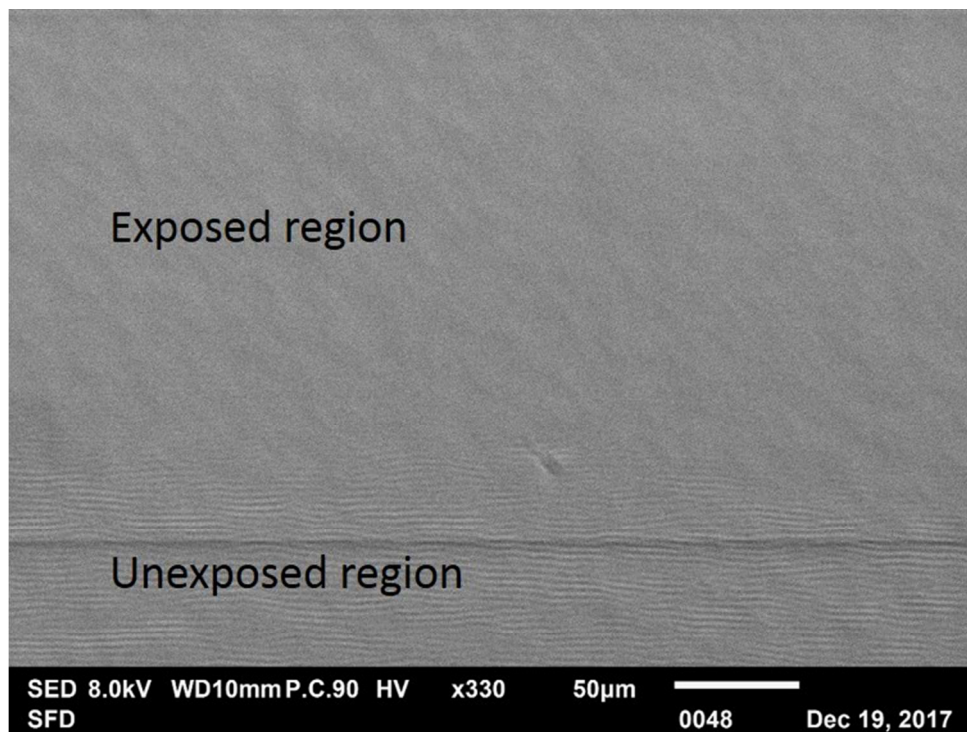 Exposed region
Unexposed region
SED 8.0kV WD10mm P.C.90 HV x330 50µm
SFD 0048 Dec 19, 2017